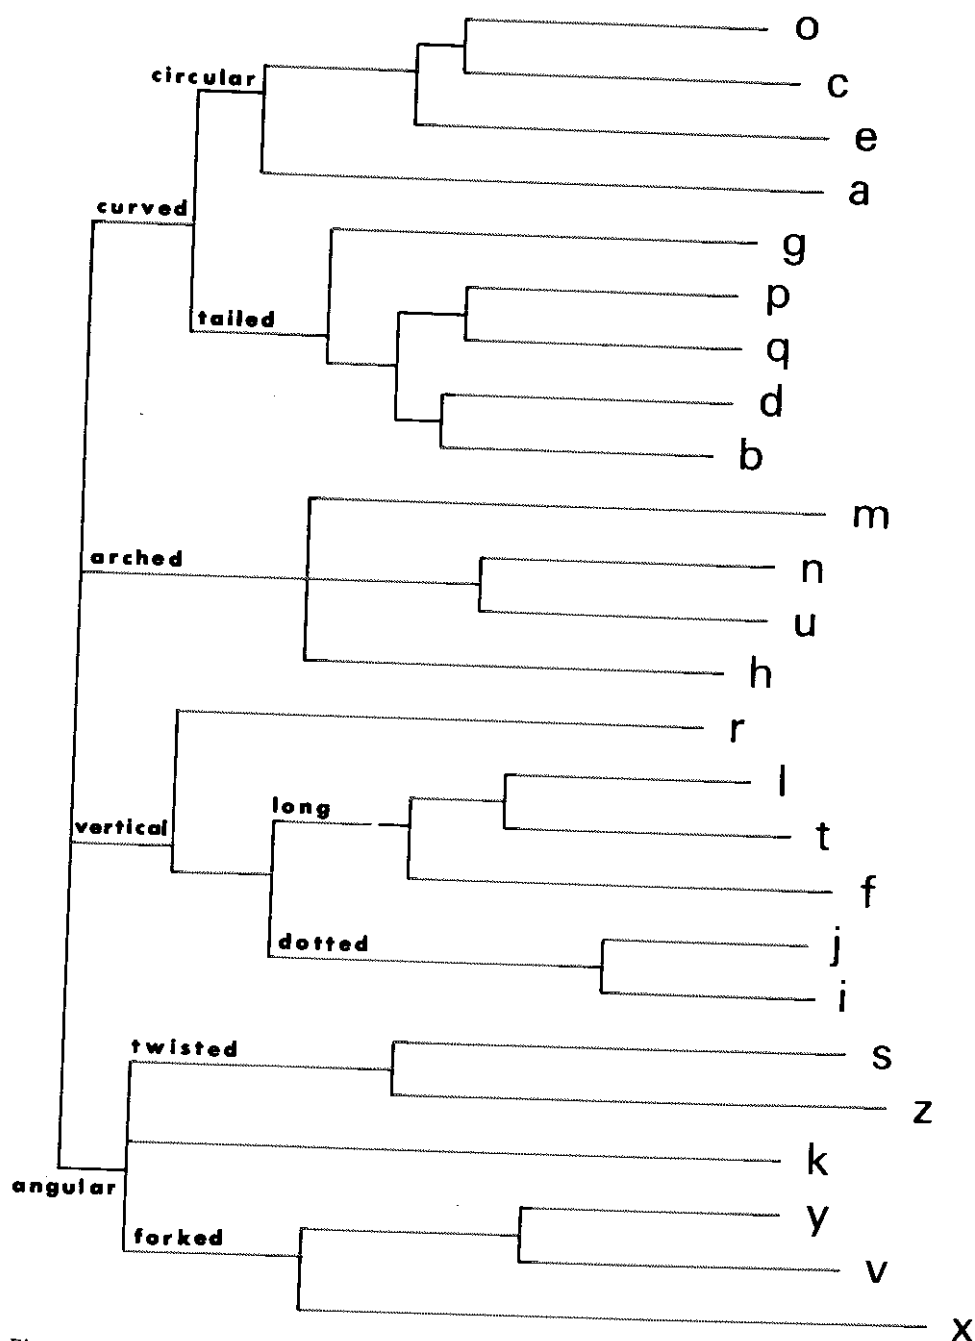 o
circular
c
e
a
curved
g
p
tailed
q
d
b
m
arched
n
u
h
r
l
long
vertical
t
f
dotted
j
i
twisted
s
z
k
angular
y
forked
v
x